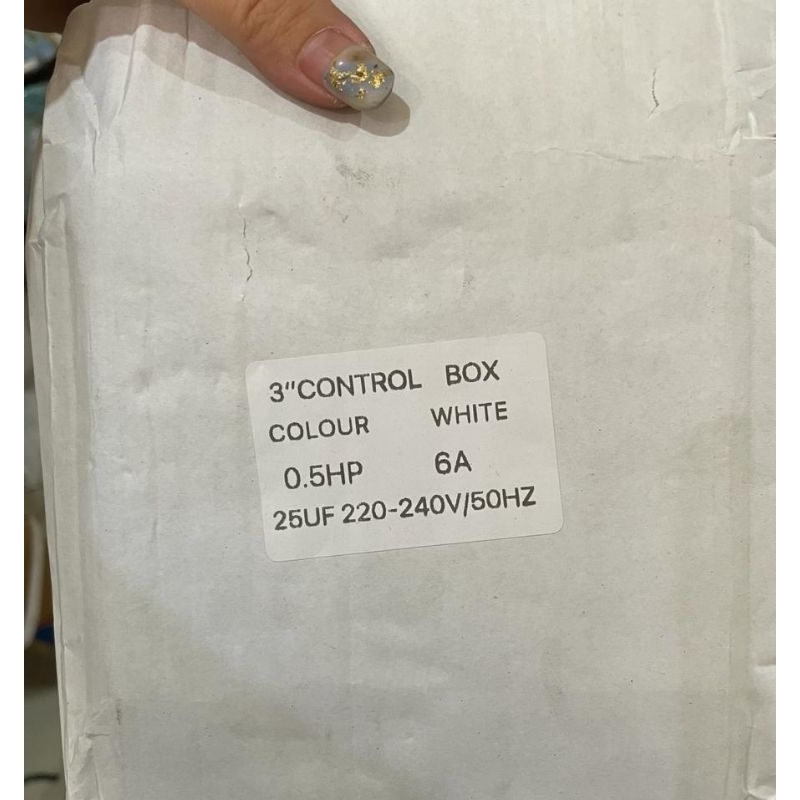 3"CONTROL BOX
COLOUR WHITE
0.5HP 6A
25UF 220-240V/50HZ